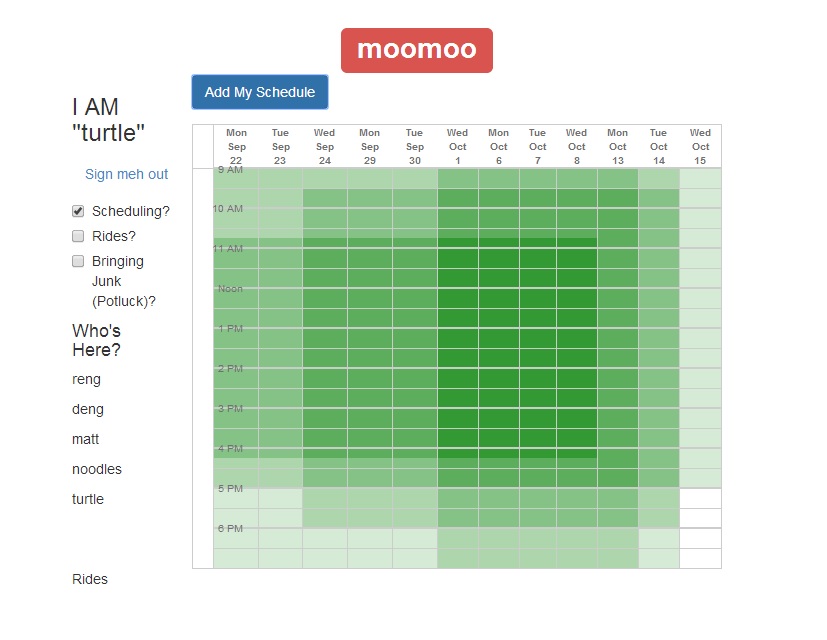 moomoo
Add My Schedule
I AM
"turtle"
Sign meh out
Scheduling?
Rides?
Bringing
Junk
(Potluck)?
Who's
Here?
reng
deng
matt
noodles
turtle
Rides
Mon Tue Wed Mon Tue Wed Mon Tue Wed Mon Tue Wed
Sep Sep Sep Sep Sep Oct Oct Oct Oct Oct Oct Oct
22 23 24 29 30 1 6 7 8 13 14 15
9 AM
10 AM
11 AM
Noon
1 PM
2 PM
3 PM
4 PM
5 PM
6 PM